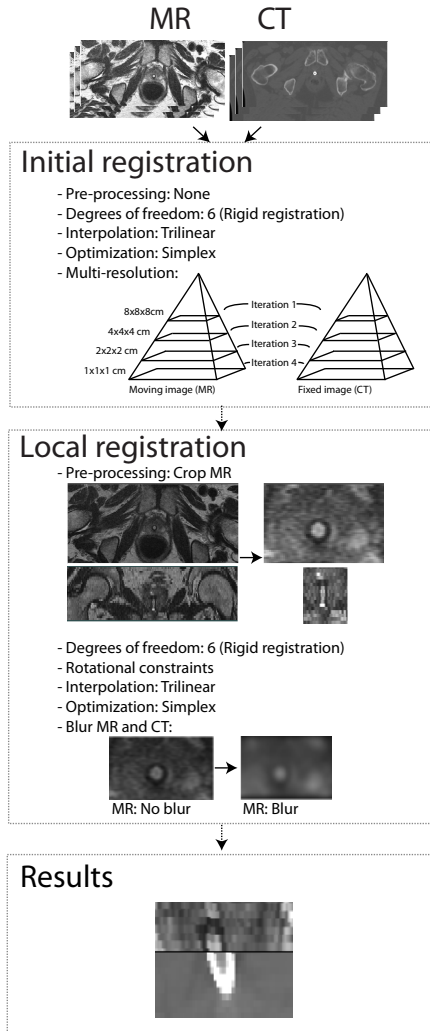 MR CT
Initial registration
- Pre-processing: None
- Degrees of freedom: 6 (Rigid registration)
- Interpolation: Trilinear
- Optimization: Simplex
- Multi-resolution:
8x8x8cm
Iteration 1
4x4x4 cm
Iteration 2
2x2x2 cm
Iteration 3
1x1x1 cm
Iteration 4
Moving image (MR) Fixed image (CT)
Local registration
- Pre-processing: Crop MR
- Degrees of freedom: 6 (Rigid registration)
- Rotational constraints
- Interpolation: Trilinear
- Optimization: Simplex
- Blur MR and CT:
MR: No blur MR: Blur
Results